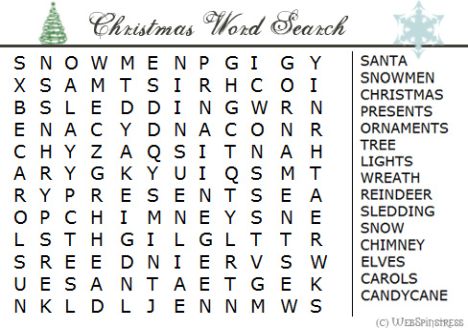 Christmas Word Search
S N O W M E N P G I G Y
X S A M T S I R H C O I
B S L E D D I N G W R N
E N A C Y D N A C O N R
C H Y Z A Q S I T N A H
A R Y G K Y U I Q S M T
R Y P R E S E N T S E A
O P C H I M N E Y S N E
L S T H G I L G L T T R
S R E E D N I E R V S W
U E S A N T A E T G E K
N K L D L J E N N M W S
SANTA
SNOWMEN
CHRISTMAS
PRESENTS
ORNAMENTS
TREE
LIGHTS
WREATH
REINDEER
SLEDDING
SNOW
CHIMNEY
ELVES
CAROLS
CANDYCANE
(C) WEBSPINSTRESS